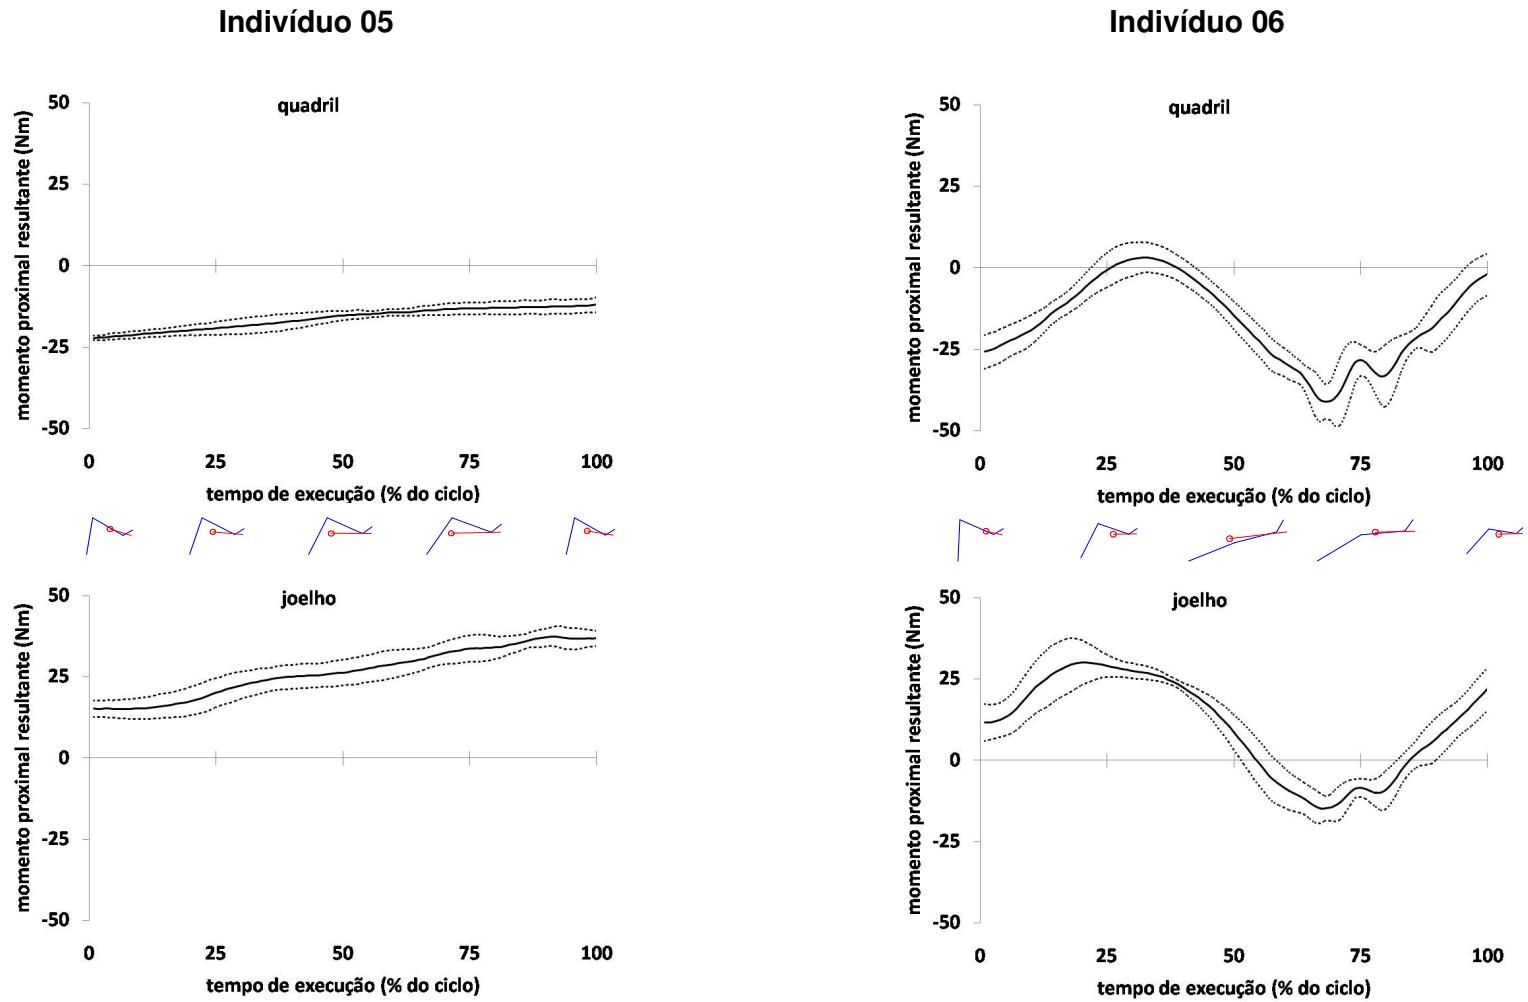 Indivíduo 05
Indivíduo 06
quadril
momento proximal resultante (Nm)
50
25
0
-25
-50
0 25 50 75 100
tempo de execução (% do ciclo)
quadril
momento proximal resultante (Nm)
50
25
0
-25
-50
0 25 50 75 100
tempo de execução (% do ciclo)
joelho
momento proximal resultante (Nm)
50
25
0
-25
-50
0 25 50 75 100
tempo de execução (% do ciclo)
joelho
momento proximal resultante (Nm)
50
25
0
-25
-50
0 25 50 75 100
tempo de execução (% do ciclo)